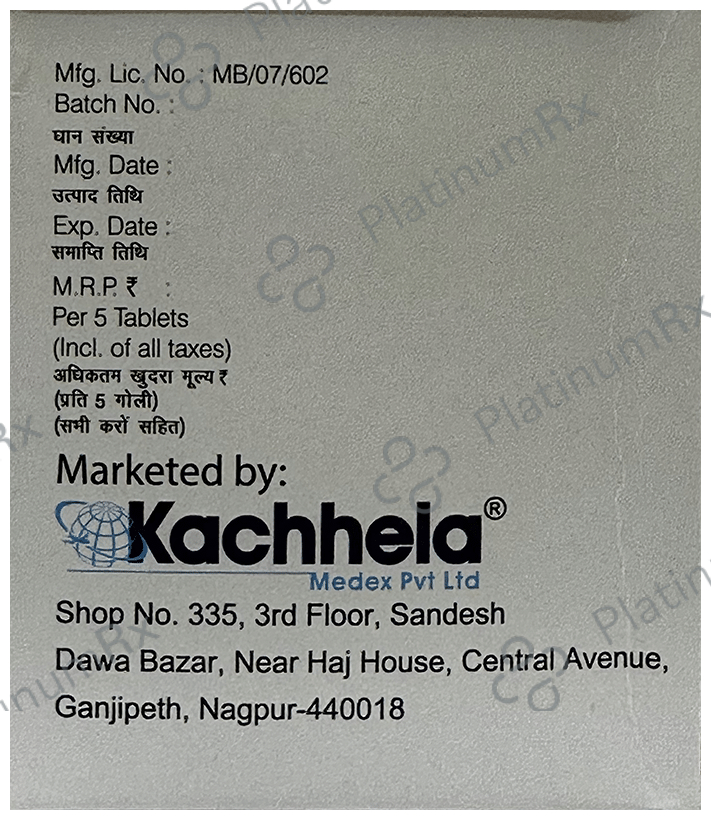 Mfg. Lic. No. : MB/07/602
Batch No. :
घान संख्या
Mfg. Date :
उत्पाद तिथि
Exp. Date :
समाप्ति तिथि
M.R.P. ₹ :
Per 5 Tablets
(Incl. of all taxes)
अधिकतम खुदरा मूल्य ₹
(प्रति 5 गोली)
(सभी करों सहित)
Marketed by:
Kachhela®
Medex Pvt Ltd
Shop No. 335, 3rd Floor, Sandesh
Dawa Bazar, Near Haj House, Central Avenue,
Ganjipeth, Nagpur-440018
PlatinumRx
PlatinumRx